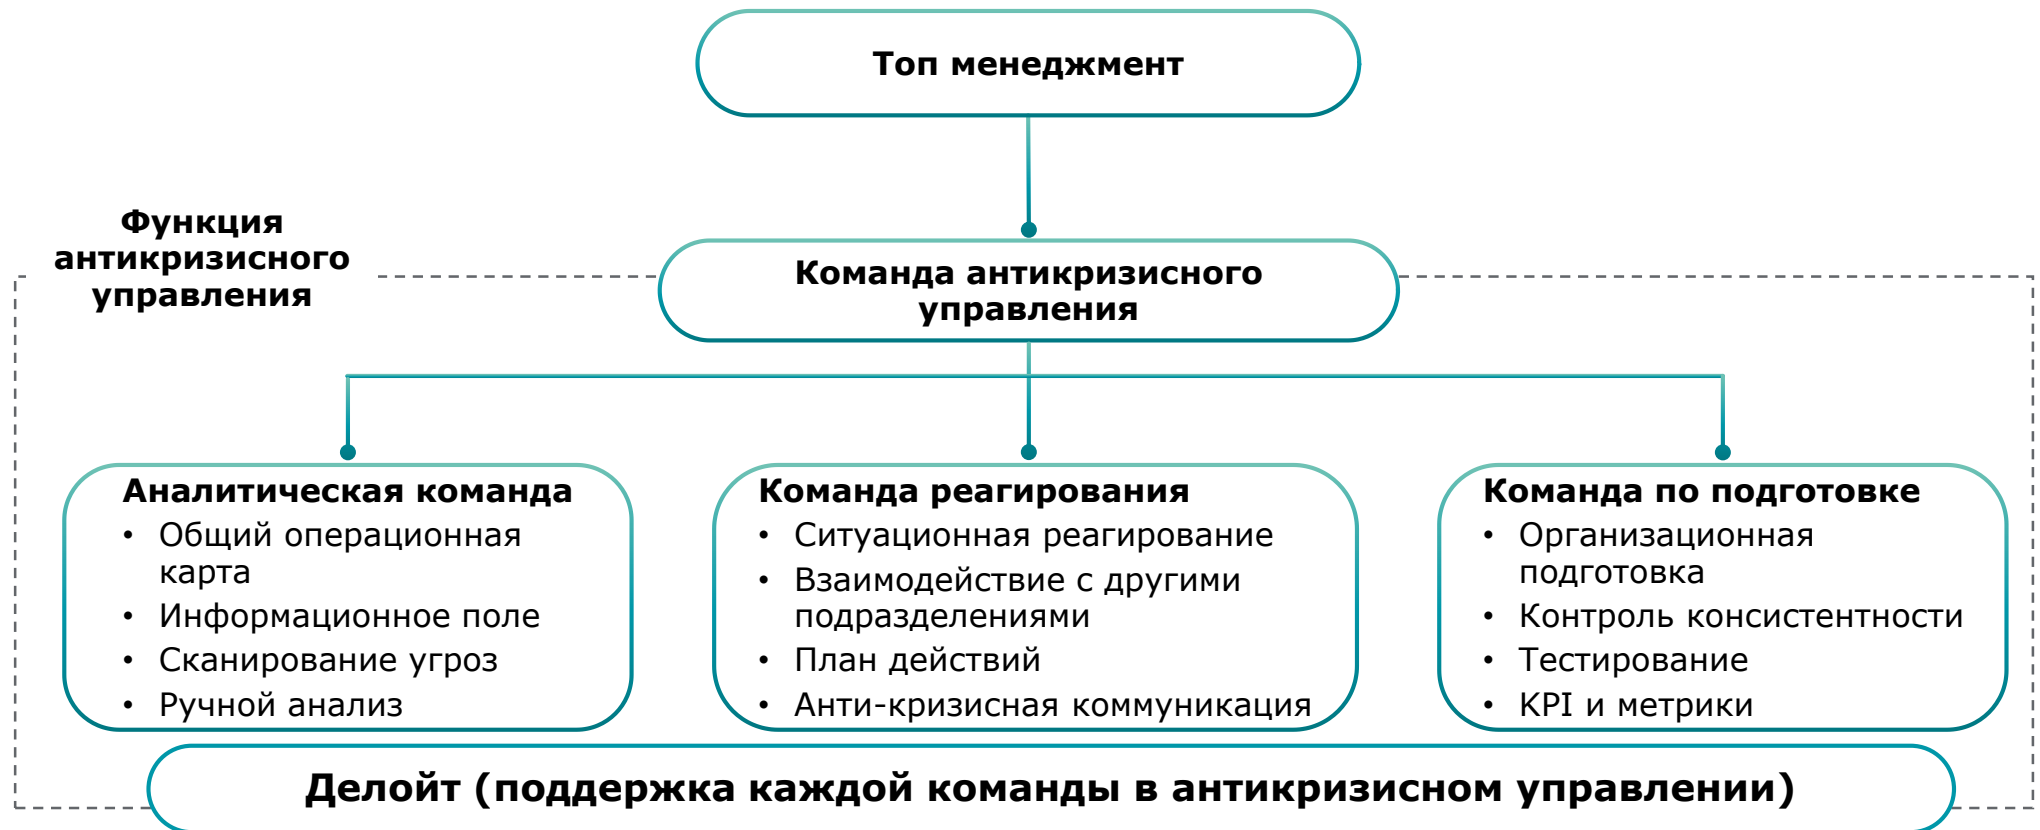 Топ менеджмент
Функция
антикризисного
управления
Команда антикризисного
управления
Аналитическая команда
• Общий операционная
карта
• Информационное поле
• Сканирование угроз
• Ручной анализ
Команда реагирования
• Ситуационная реагирование
• Взаимодействие с другими
подразделениями
• План действий
• Анти-кризисная коммуникация
Команда по подготовке
• Организационная
подготовка
• Контроль консистентности
• Тестирование
• KPI и метрики
Делойт (поддержка каждой команды в антикризисном управлении)